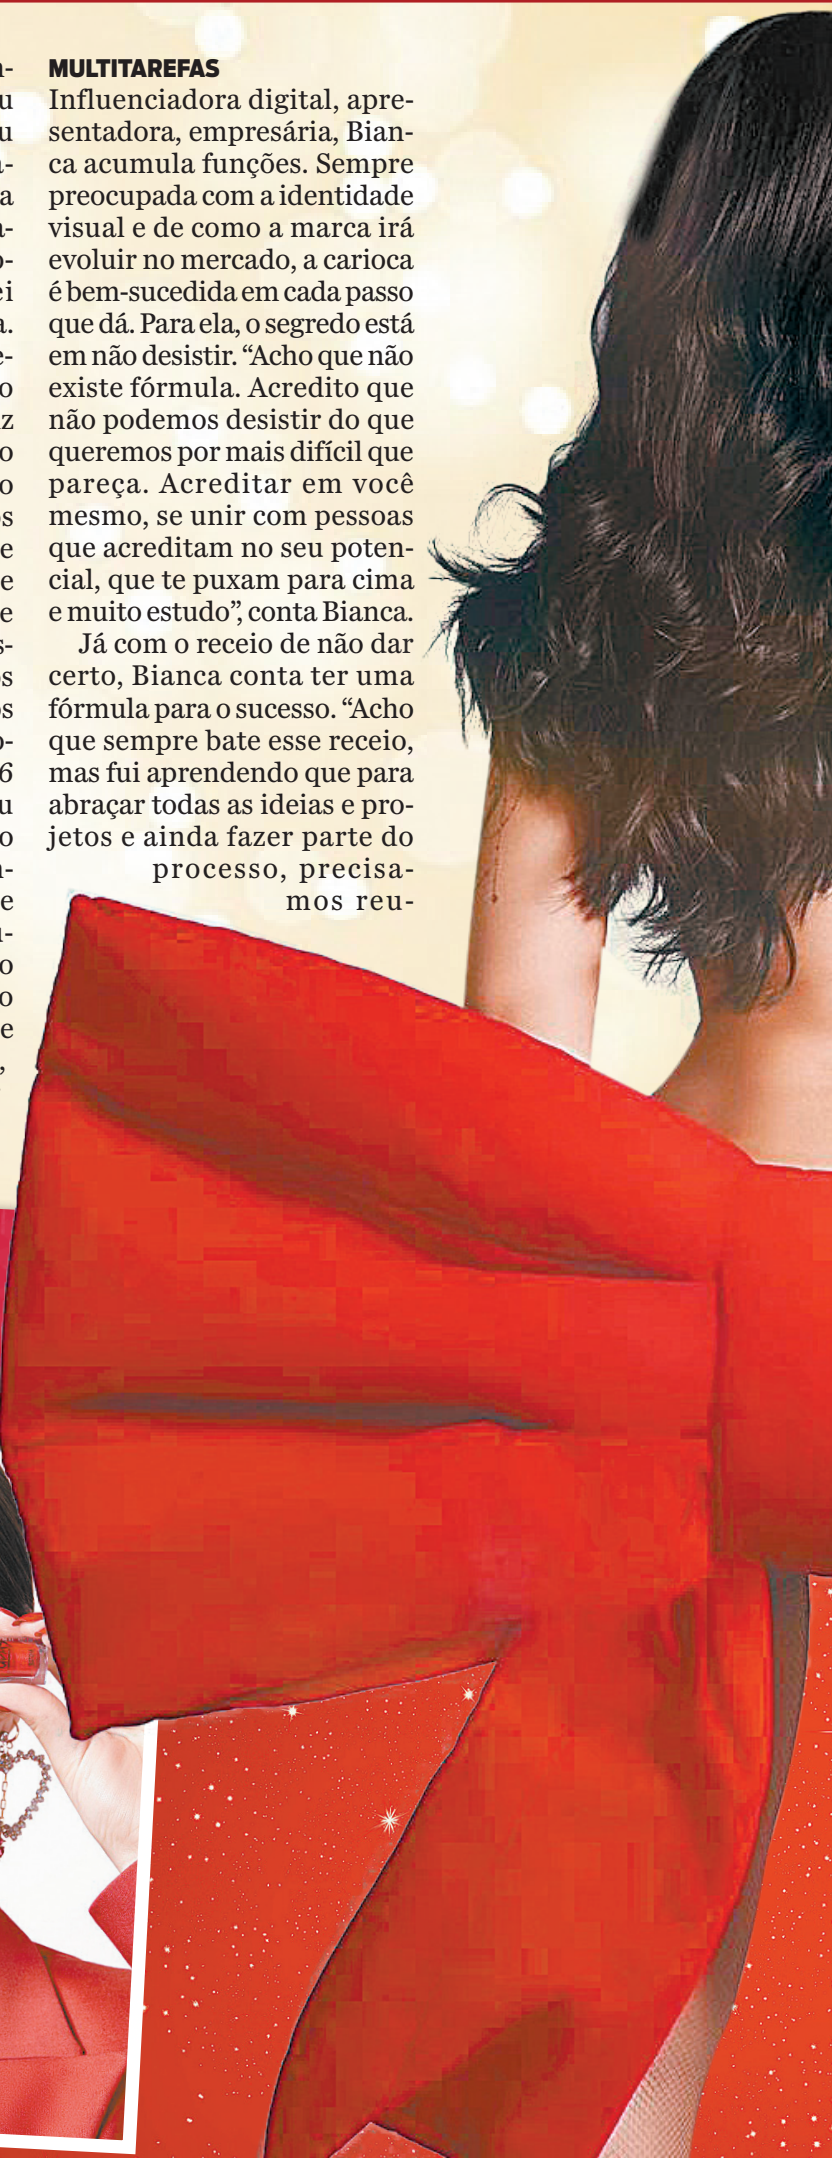 MULTITAREFAS
Influenciadora digital, apre-
sentadora, empresária, Bian-
ca acumula funções. Sempre
preocupada com a identidade
visual e de como a marca irá
evoluir no mercado, a carioca
é bem-sucedida em cada passo
que dá. Para ela, o segredo está
em não desistir. “Acho que não
existe fórmula. Acredito que
não podemos desistir do que
queremos por mais difícil que
pareça. Acreditar em você
mesmo, se unir com pessoas
que acreditam no seu poten-
cial, que te puxam para cima
e muito estudo”, conta Bianca.
Já com o receio de não dar
certo, Bianca conta ter uma
fórmula para o sucesso. “Acho
que sempre bate esse receio,
mas fui aprendendo que para
abraçar todas as ideias e pro-
jetos e ainda fazer parte do
processo, precisa-
mos reu-